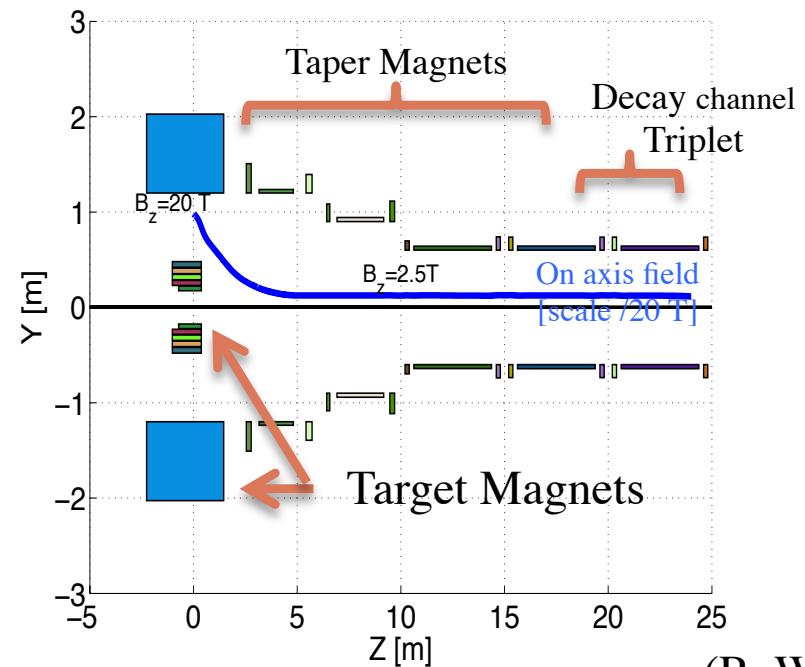 3
Taper Magnets
Decay channel
Triplet
2
B_z=20 T
1
B_z=2.5T
On axis field
[scale /20 T]
Y [m]
0
−1
Target Magnets
−2
−3
−5 0 5 10 15 20 25
Z [m]